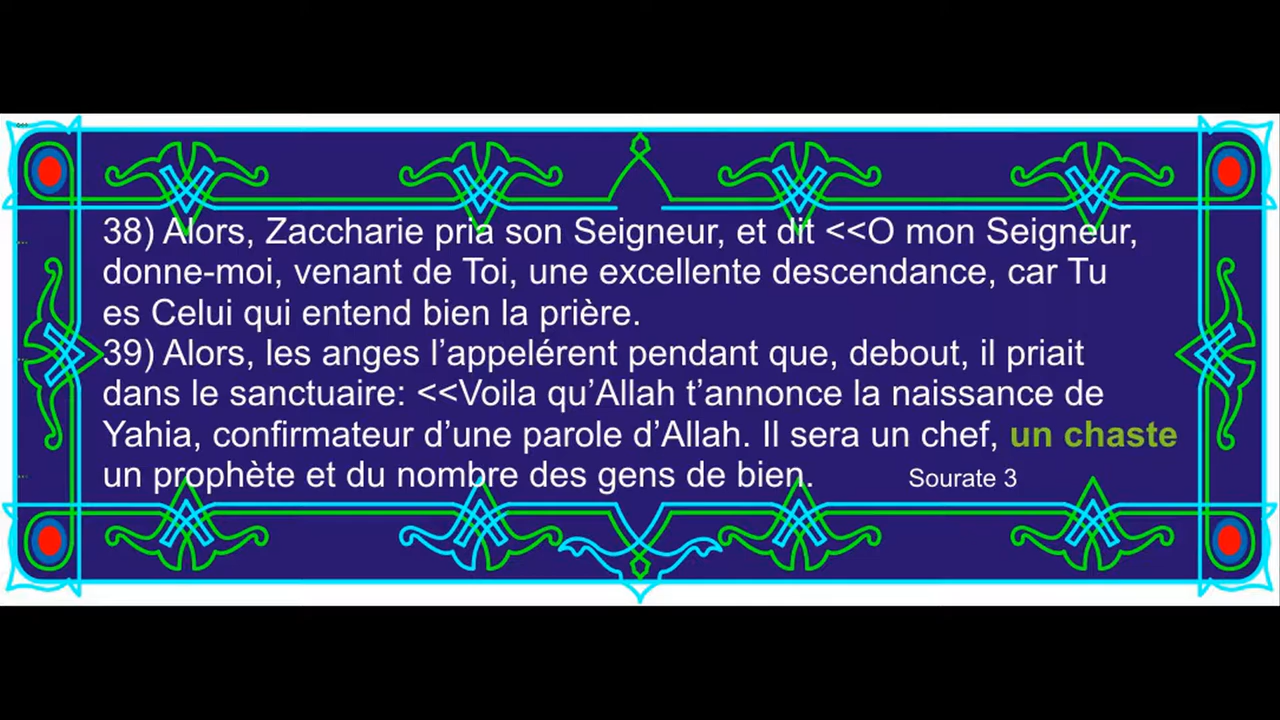 38) Alors, Zaccharie pria son Seigneur, et dit <<O mon Seigneur,
donne-moi, venant de Toi, une excellente descendance, car Tu
es Celui qui entend bien la prière.
39) Alors, les anges l’appelérent pendant que, debout, il priait
dans le sanctuaire: <<Voila qu’Allah t’annonce la naissance de
Yahia, confirmateur d’une parole d’Allah. Il sera un chef, un chaste
un prophète et du nombre des gens de bien.
Sourate 3